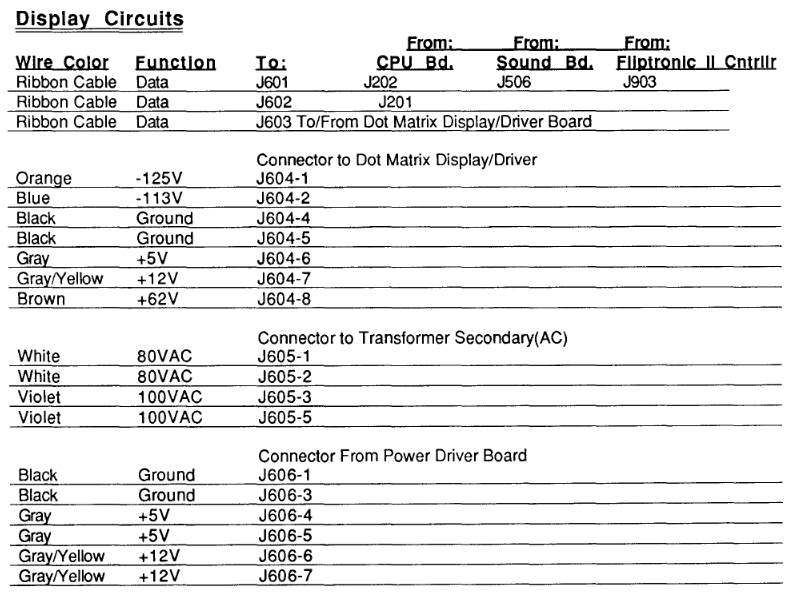 Display Circuits
From: From: From:
Wire Color Function To: CPU Bd. Sound Bd. Fliptronic II Cntrllr
Ribbon Cable Data J601 J202 J506 J903
Ribbon Cable Data J602 J201
Ribbon Cable Data J603 To/From Dot Matrix Display/Driver Board
Connector to Dot Matrix Display/Driver
Orange -125V J604-1
Blue -113V J604-2
Black Ground J604-4
Black Ground J604-5
Gray +5V J604-6
Gray/Yellow +12V J604-7
Brown +62V J604-8
Connector to Transformer Secondary(AC)
White 80VAC J605-1
White 80VAC J605-2
Violet 100VAC J605-3
Violet 100VAC J605-5
Connector From Power Driver Board
Black Ground J606-1
Black Ground J606-3
Gray +5V J606-4
Gray +5V J606-5
Gray/Yellow +12V J606-6
Gray/Yellow +12V J606-7